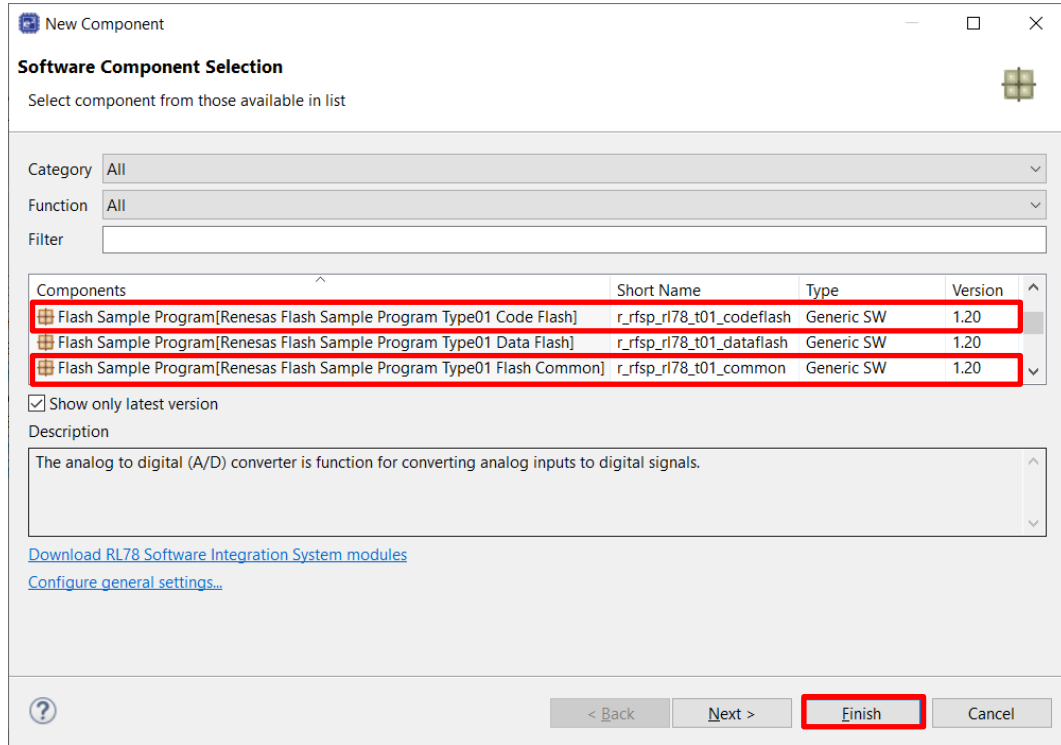 New Component
Software Component Selection
Select component from those available in list
Category All
Function All
Filter
Components Short Name Type Version
Flash Sample Program[Renesas Flash Sample Program Type01 Code Flash] r_rfsp_rl78_t01_codeflash Generic SW 1.20
Flash Sample Program[Renesas Flash Sample Program Type01 Data Flash] r_rfsp_rl78_t01_dataflash Generic SW 1.20
Flash Sample Program[Renesas Flash Sample Program Type01 Flash Common] r_rfsp_rl78_t01_common Generic SW 1.20
Show only latest version
Description
The analog to digital (A/D) converter is function for converting analog inputs to digital signals.
Download RL78 Software Integration System modules
Configure general settings...
? < Back Next > Finish Cancel